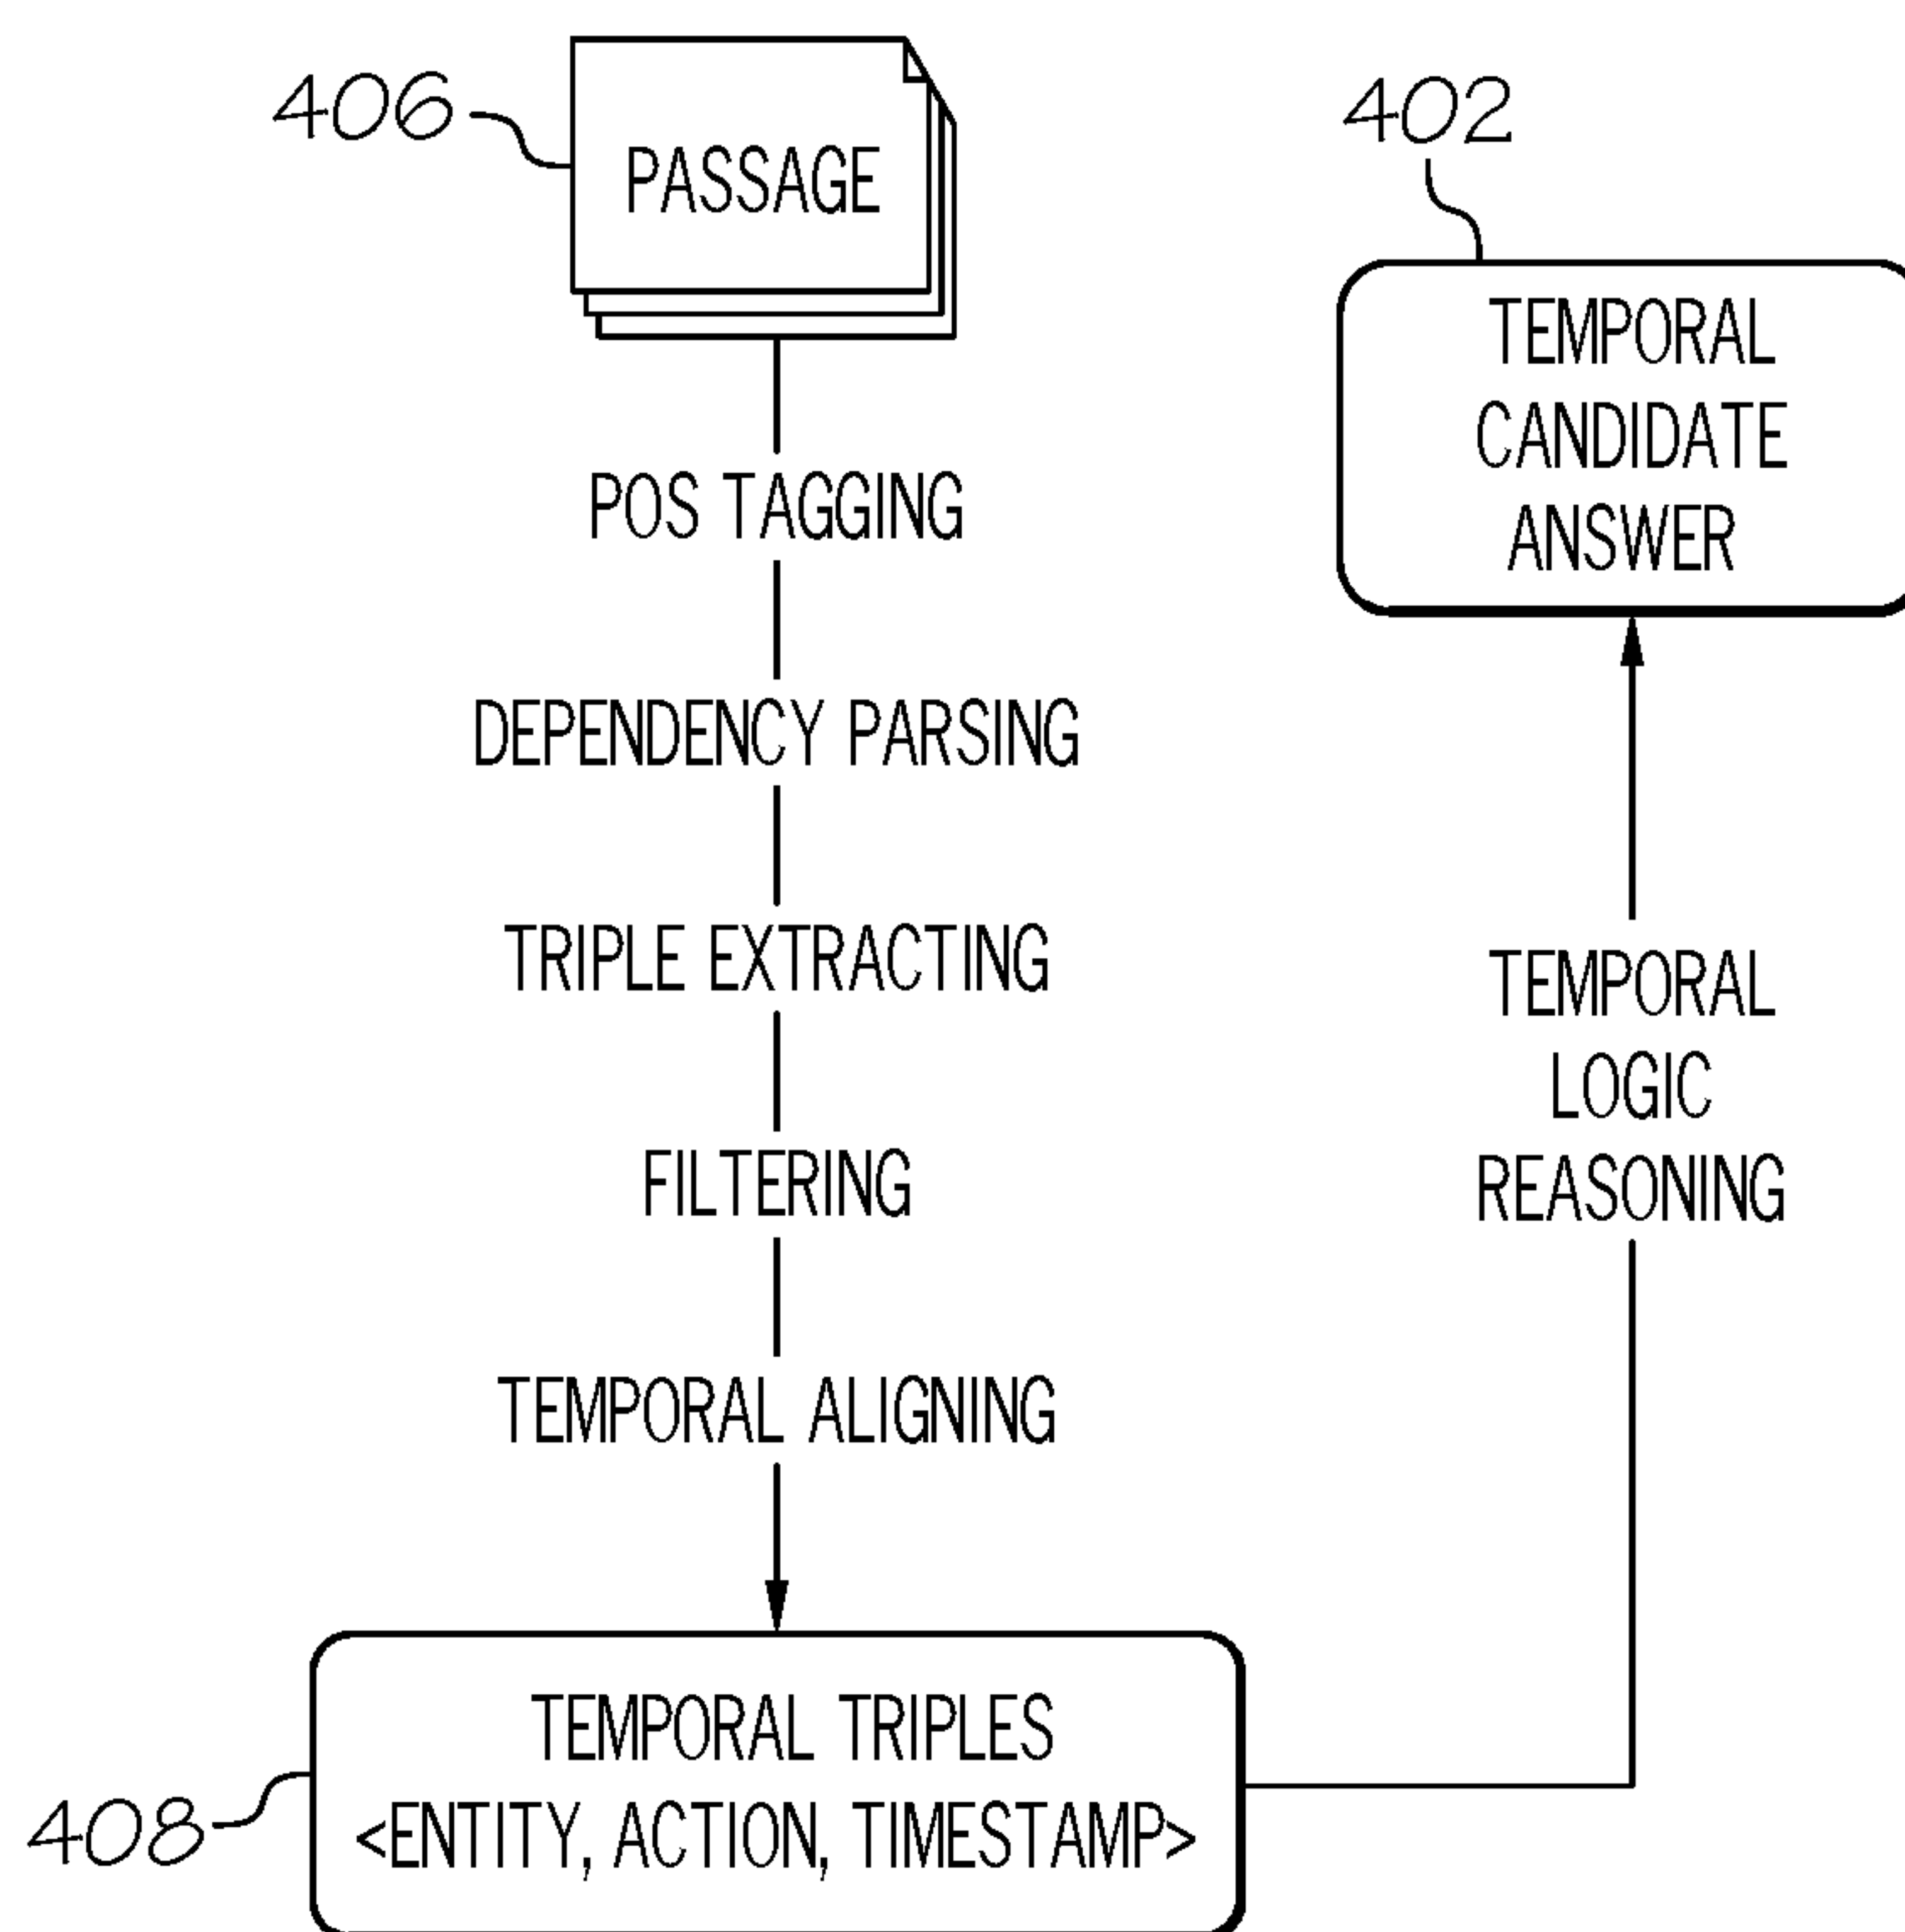 406
PASSAGE
POS TAGGING
DEPENDENCY PARSING
TRIPLE EXTRACTING
FILTERING
TEMPORAL ALIGNING
408
TEMPORAL TRIPLES
<ENTITY, ACTION, TIMESTAMP>
402
TEMPORAL
CANDIDATE
ANSWER
TEMPORAL
LOGIC
REASONING